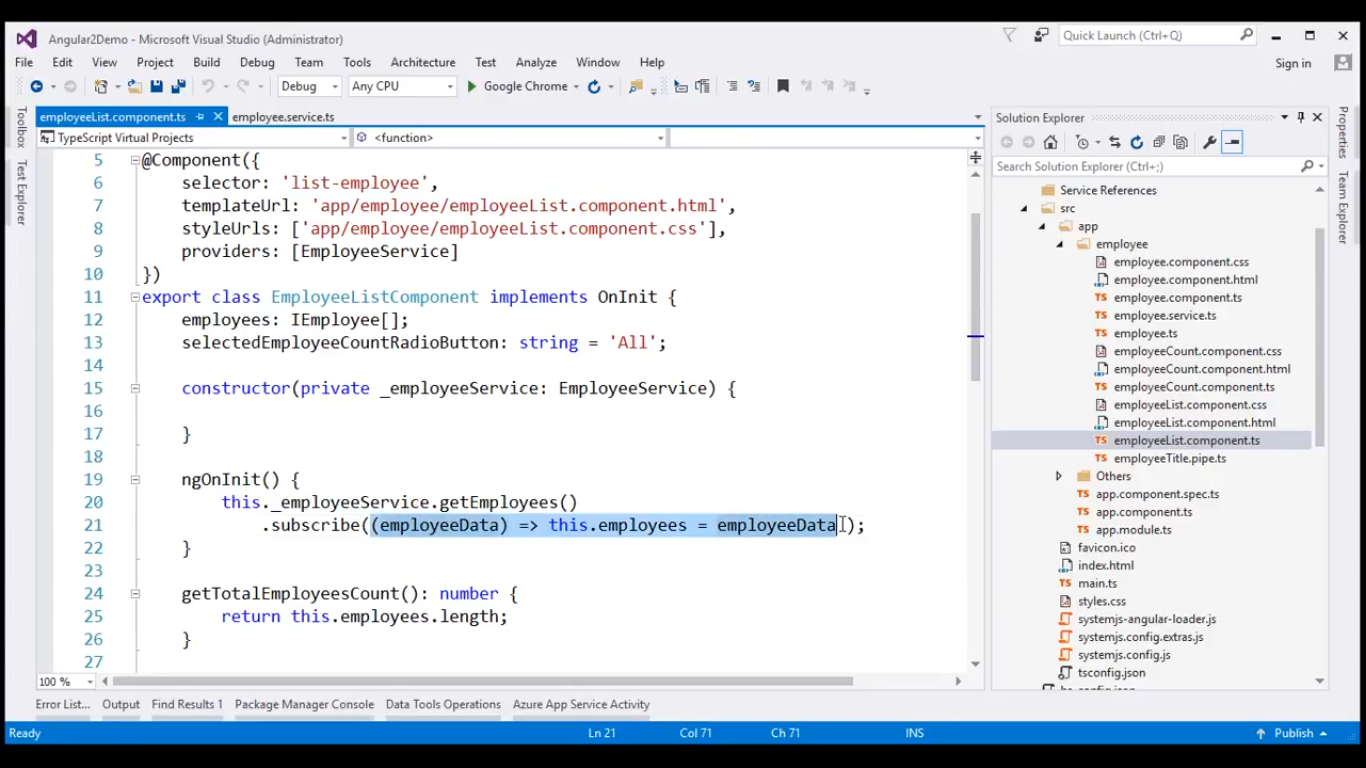 Angular2Demo - Microsoft Visual Studio (Administrator)
Quick Launch (Ctrl+Q)
File Edit View Project Build Debug Team Tools Architecture Test Analyze Window Help
Sign in
Debug Any CPU Google Chrome
Toolbox
Test Explorer
employeeList.component.ts employee.service.ts
TypeScript Virtual Projects <function>
5 @Component({
6 selector: 'list-employee',
7 templateUrl: 'app/employee/employeeList.component.html',
8 styleUrls: ['app/employee/employeeList.component.css'],
9 providers: [EmployeeService]
10 })
11 export class EmployeeListComponent implements OnInit {
12 employees: IEmployee[];
13 selectedEmployeeCountRadioButton: string = 'All';
14
15 constructor(private _employeeService: EmployeeService) {
16
17 }
18
19 ngOnInit() {
20 this._employeeService.getEmployees()
21 .subscribe((employeeData) => this.employees = employeeData);
22 }
23
24 getTotalEmployeesCount(): number {
25 return this.employees.length;
26 }
27
100 %
Solution Explorer
Search Solution Explorer (Ctrl+;)
Service References
src
app
employee
employee.component.css
employee.component.html
employee.component.ts
employee.service.ts
employee.ts
employeeCount.component.css
employeeCount.component.html
employeeCount.component.ts
employeeList.component.css
employeeList.component.html
employeeList.component.ts
employeeTitle.pipe.ts
Others
app.component.spec.ts
app.component.ts
app.module.ts
favicon.ico
index.html
main.ts
styles.css
systemjs-angular-loader.js
systemjs.config.extras.js
systemjs.config.js
tsconfig.json
Properties
Team Explorer
Error List... Output Find Results 1 Package Manager Console Data Tools Operations Azure App Service Activity
Ready Ln 21 Col 71 Ch 71 INS Publish